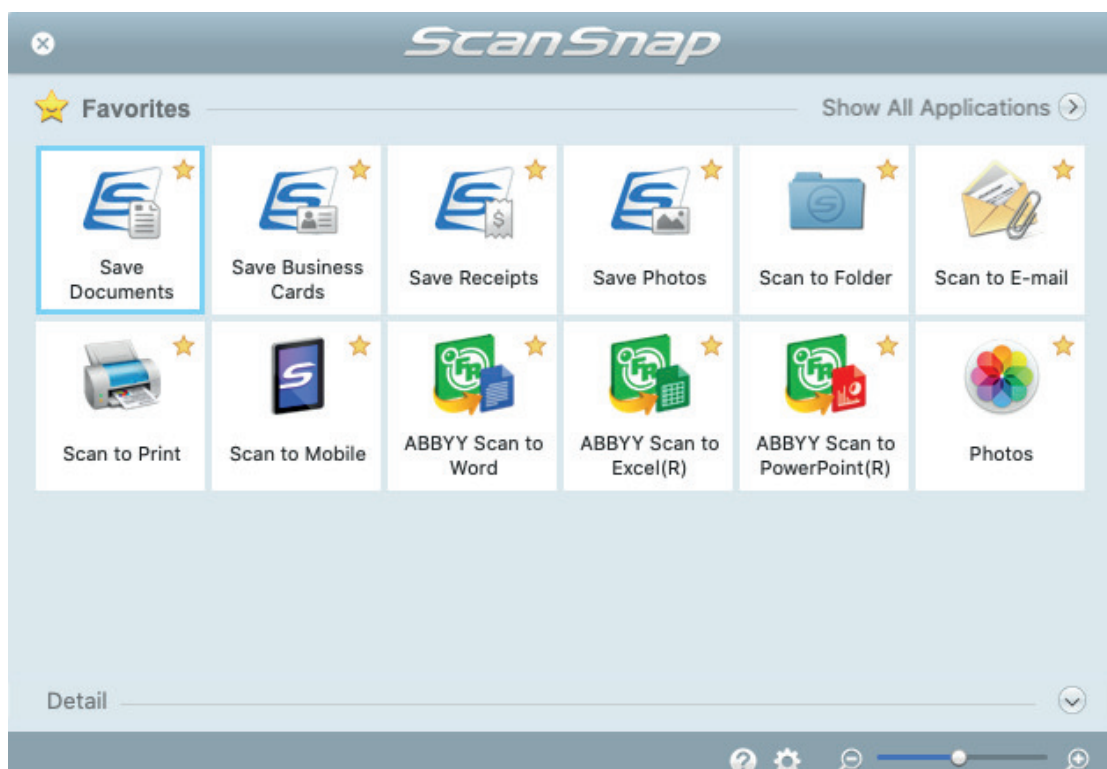 ScanSnap
Favorites
Show All Applications
Save
Documents
Save Business
Cards
Save Receipts
Save Photos
Scan to Folder
Scan to E-mail
Scan to Print
Scan to Mobile
ABBYY Scan to
Word
ABBYY Scan to
Excel(R)
ABBYY Scan to
PowerPoint(R)
Photos
Detail